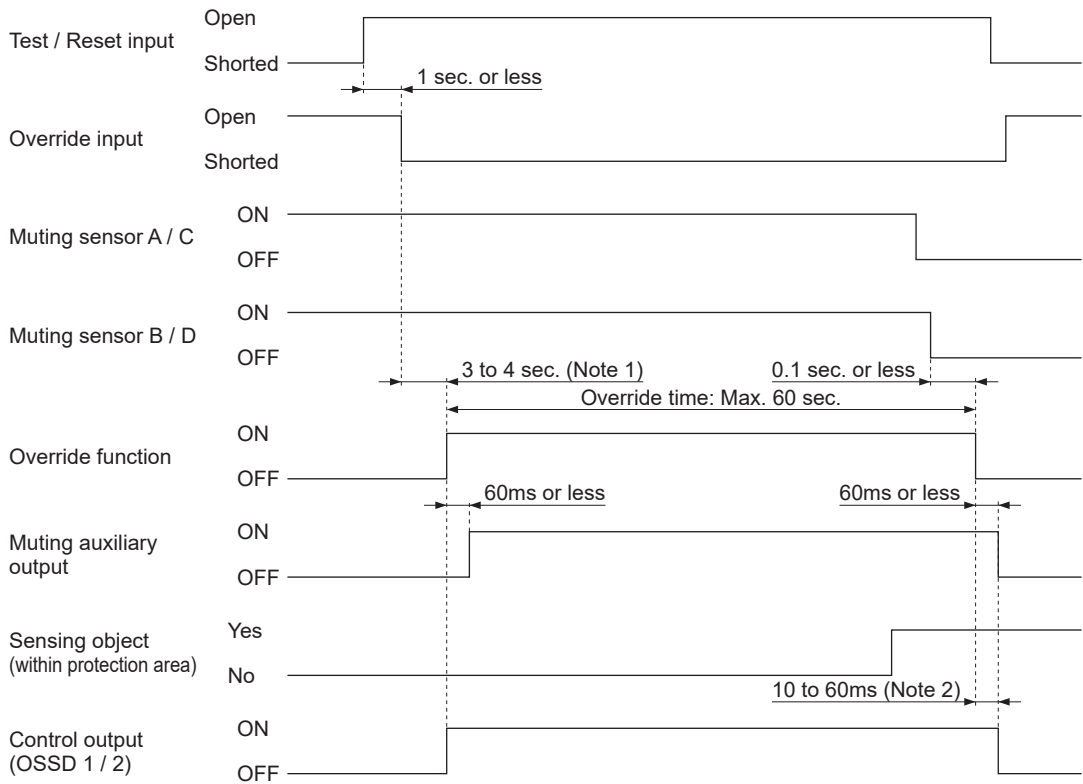 Open
Test / Reset input
Shorted
1 sec. or less
Open
Override input
Shorted
ON
Muting sensor A / C
OFF
ON
Muting sensor B / D
OFF
3 to 4 sec. (Note 1)
0.1 sec. or less
Override time: Max. 60 sec.
ON
Override function
OFF
60ms or less
60ms or less
ON
Muting auxiliary
output
OFF
Yes
Sensing object
(within protection area)
No
10 to 60ms (Note 2)
ON
Control output
(OSSD 1 / 2)
OFF